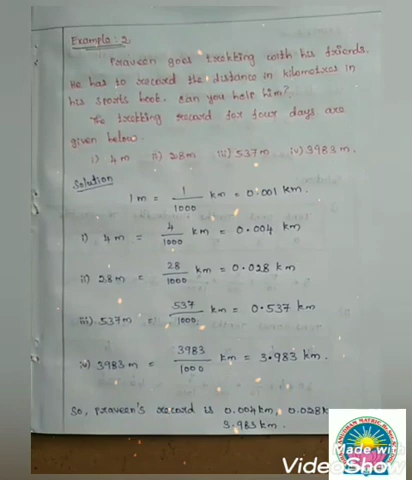 Example : 2
Praveen goes trekking with his friends.
He has to record the distance in kilometres in
his sports book. Can you help him?
The trekking record for four days are
given below.
i) 4m ii) 28m iii) 537m iv) 3983m.
Solution
1m = 1/1000 km = 0.001 km.
i) 4m = 4/1000 km = 0.004 km
ii) 28m = 28/1000 km = 0.028 km
iii) 537m = 537/1000 km = 0.537 km
iv) 3983m = 3983/1000 km = 3.983 km.
So, Praveen's record is 0.004km, 0.028k
3.983 km.
Made with
VideoShow